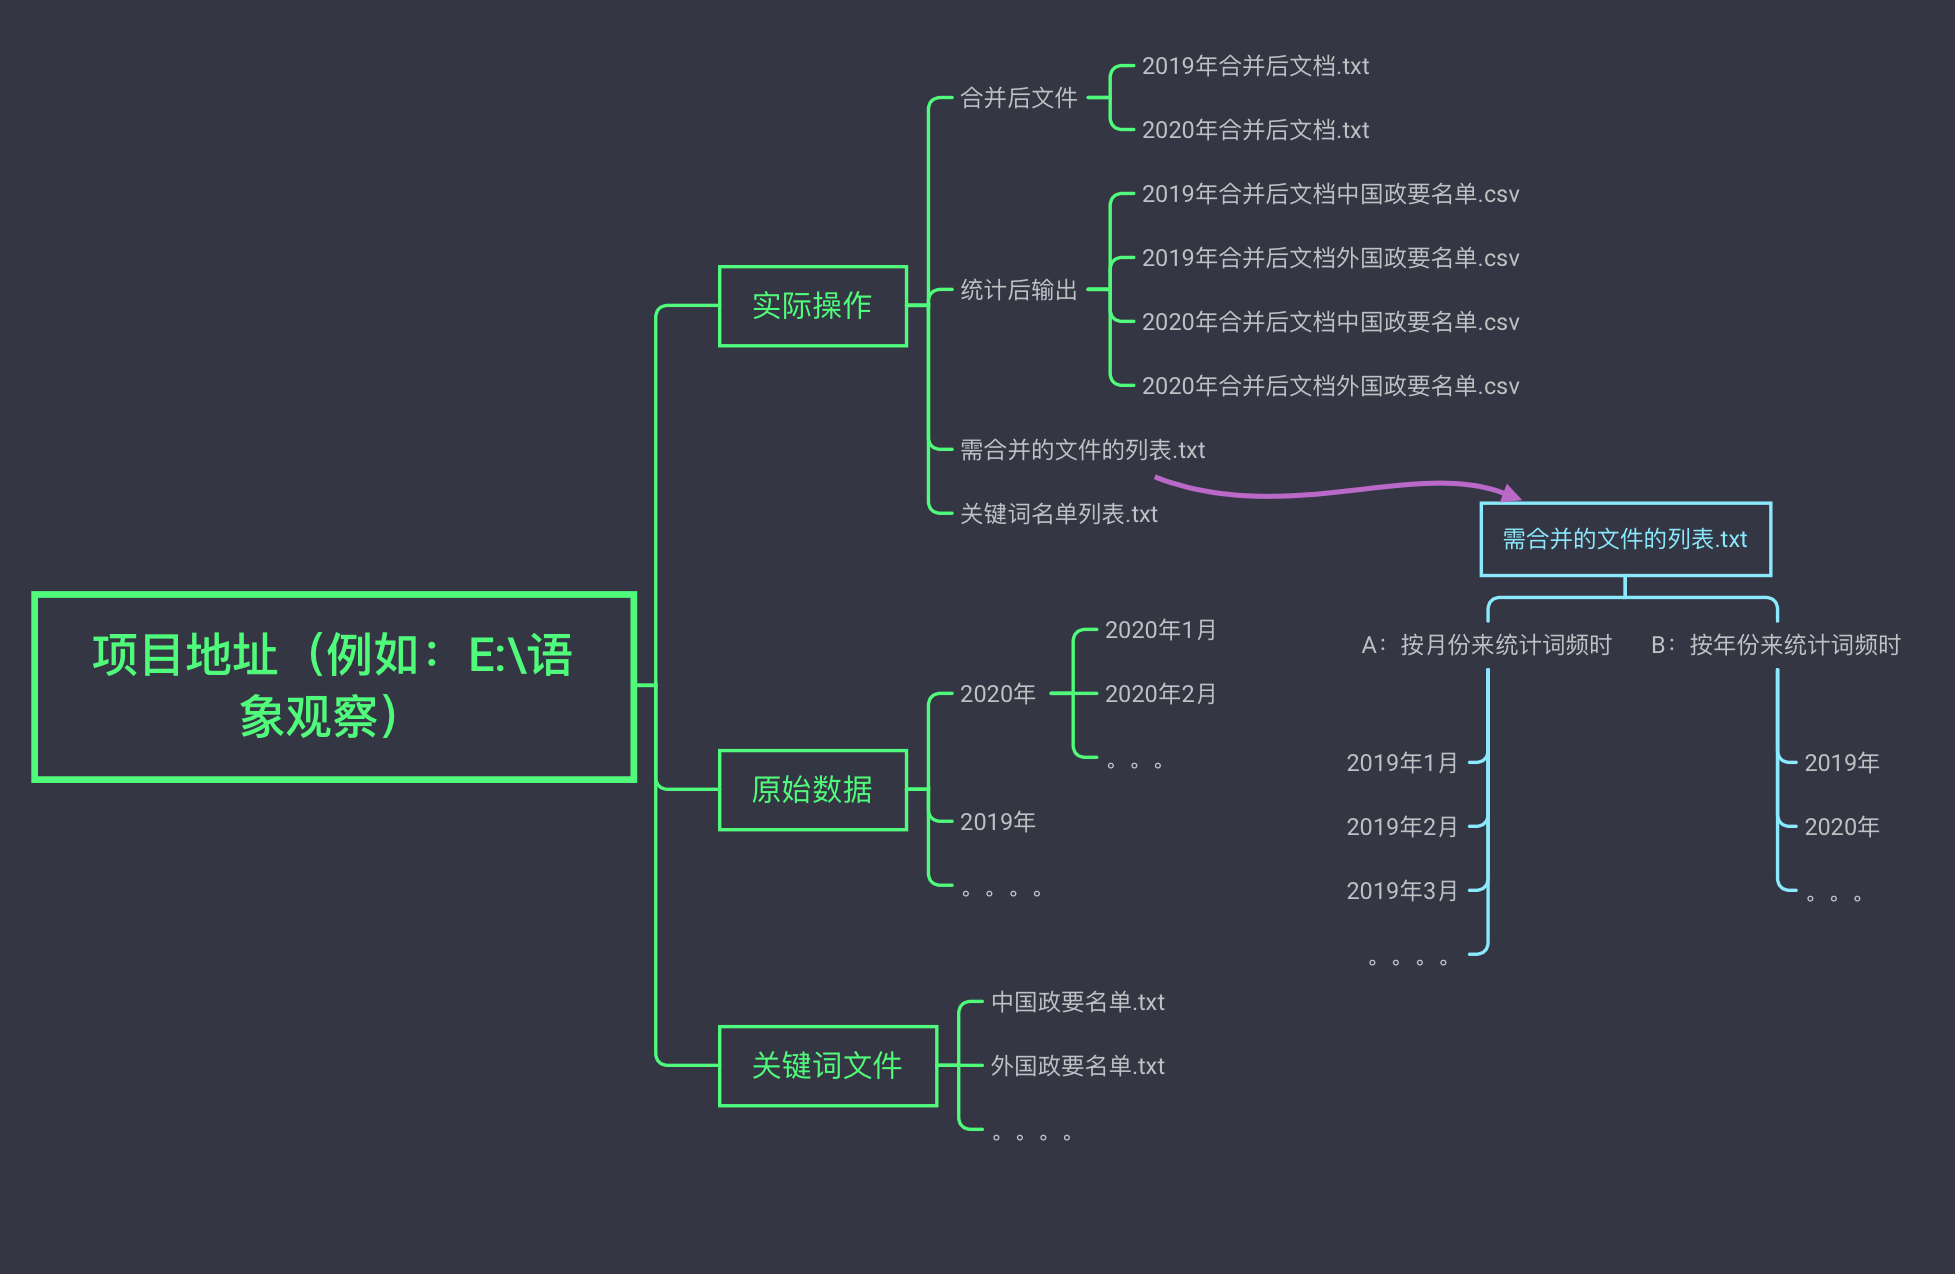 项目地址（例如：E:\语
象观察）
实际操作
合并后文件
2019年合并后文档.txt
2020年合并后文档.txt
统计后输出
2019年合并后文档中国政要名单.csv
2019年合并后文档外国政要名单.csv
2020年合并后文档中国政要名单.csv
2020年合并后文档外国政要名单.csv
需合并的文件的列表.txt
关键词名单列表.txt
原始数据
2020年
2020年1月
2020年2月
。。。
2019年
。。。。
关键词文件
中国政要名单.txt
外国政要名单.txt
。。。。
需合并的文件的列表.txt
A：按月份来统计词频时
2019年1月
2019年2月
2019年3月
。。。。
B：按年份来统计词频时
2019年
2020年
。。。